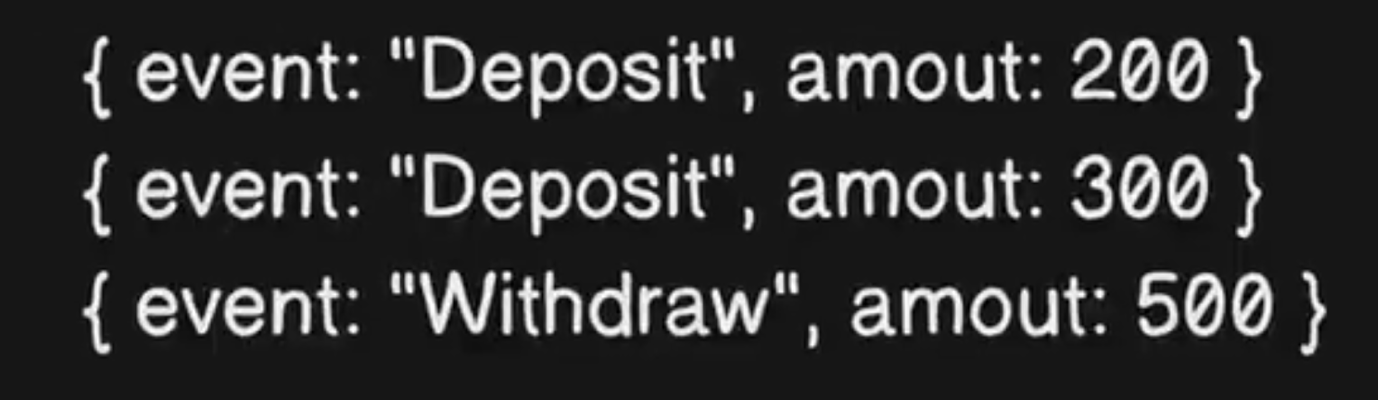 { event: "Deposit", amout: 200 }
{ event: "Deposit", amout: 300 }
{ event: "Withdraw", amout: 500 }